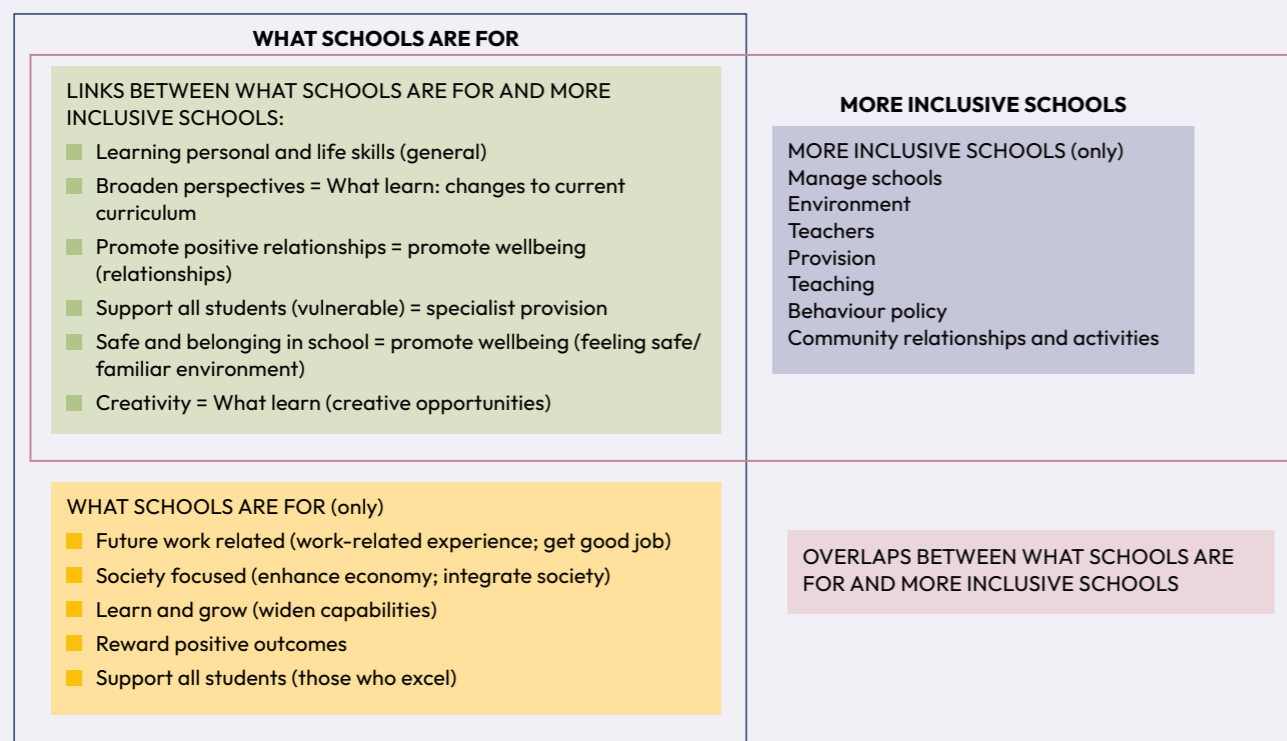 WHAT SCHOOLS ARE FOR
LINKS BETWEEN WHAT SCHOOLS ARE FOR AND MORE
INCLUSIVE SCHOOLS:
Learning personal and life skills (general)
Broaden perspectives = What learn: changes to current
curriculum
Promote positive relationships = promote wellbeing
(relationships)
Support all students (vulnerable) = specialist provision
Safe and belonging in school = promote wellbeing (feeling safe/
familiar environment)
Creativity = What learn (creative opportunities)
MORE INCLUSIVE SCHOOLS
MORE INCLUSIVE SCHOOLS (only)
Manage schools
Environment
Teachers
Provision
Teaching
Behaviour policy
Community relationships and activities
WHAT SCHOOLS ARE FOR (only)
Future work related (work-related experience; get good job)
Society focused (enhance economy; integrate society)
Learn and grow (widen capabilities)
Reward positive outcomes
Support all students (those who excel)
OVERLAPS BETWEEN WHAT SCHOOLS ARE
FOR AND MORE INCLUSIVE SCHOOLS